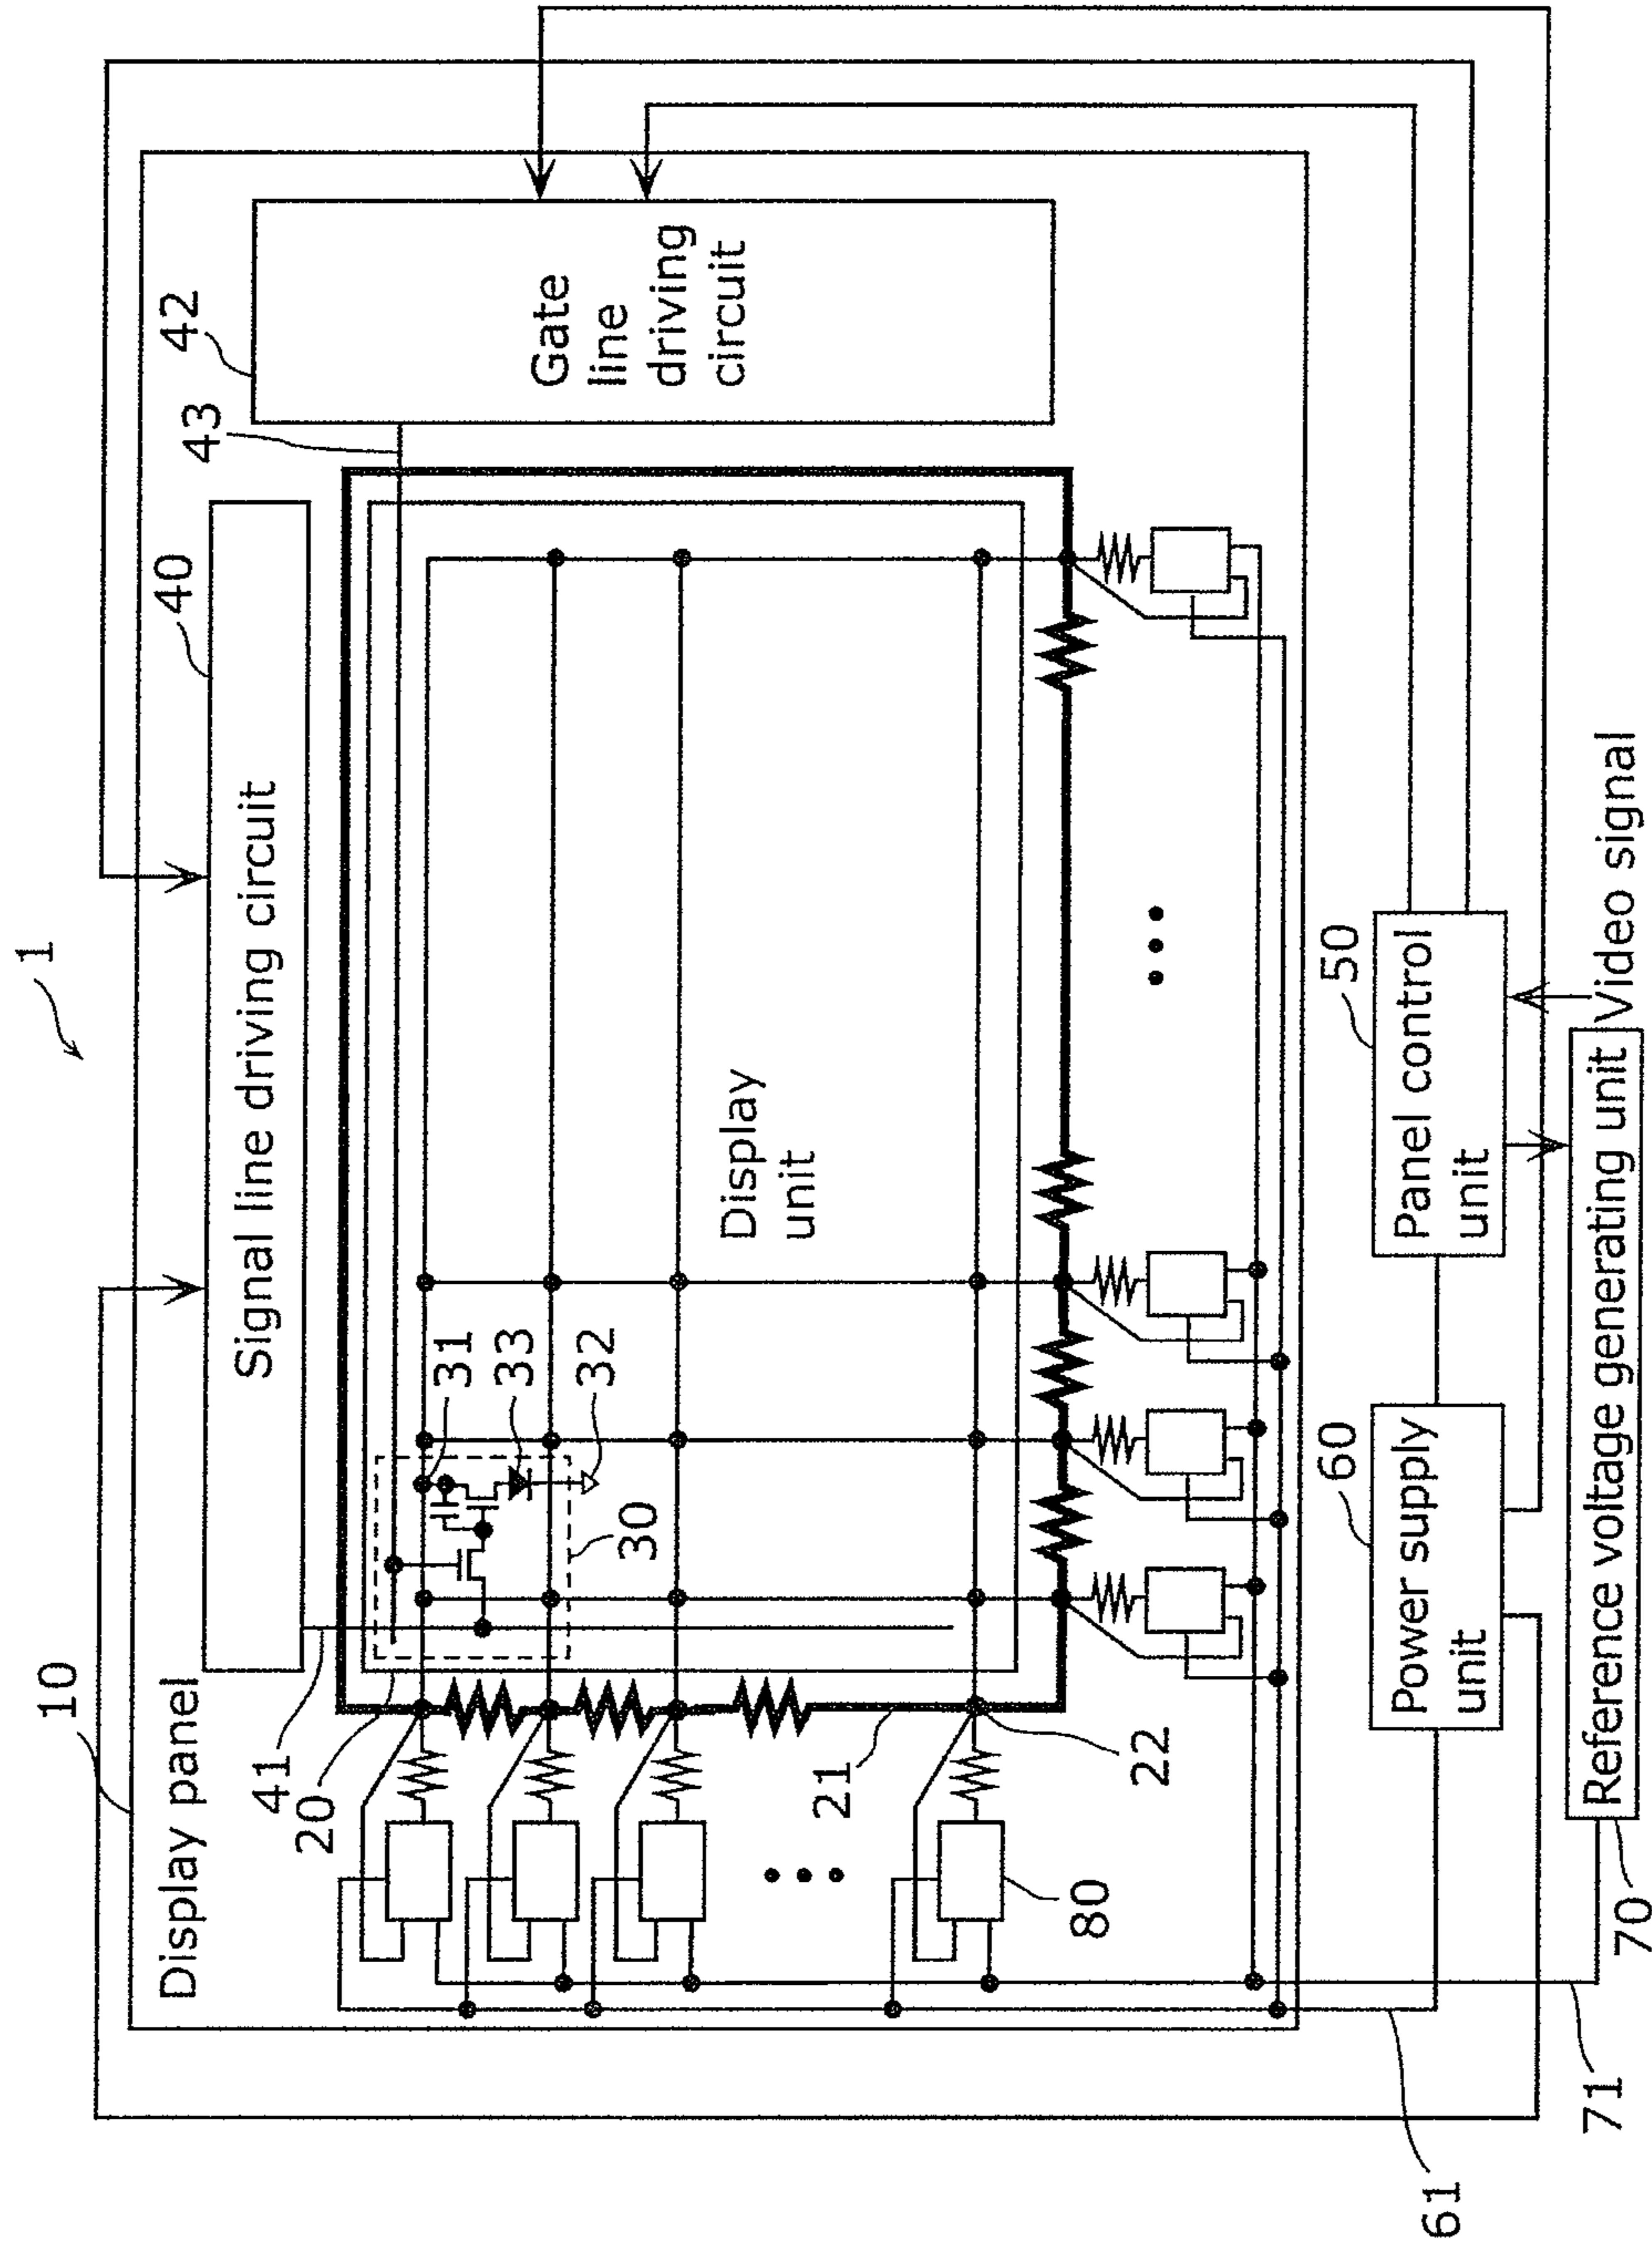 1
10
Display panel
40
Signal line driving circuit
41
43
42
Gate
line
driving
circuit
20
31
33
32
30
Display
unit
21
22
80
60
Power supply
unit
50
Panel control
unit
Video signal
Reference voltage generating unit
70
61
71